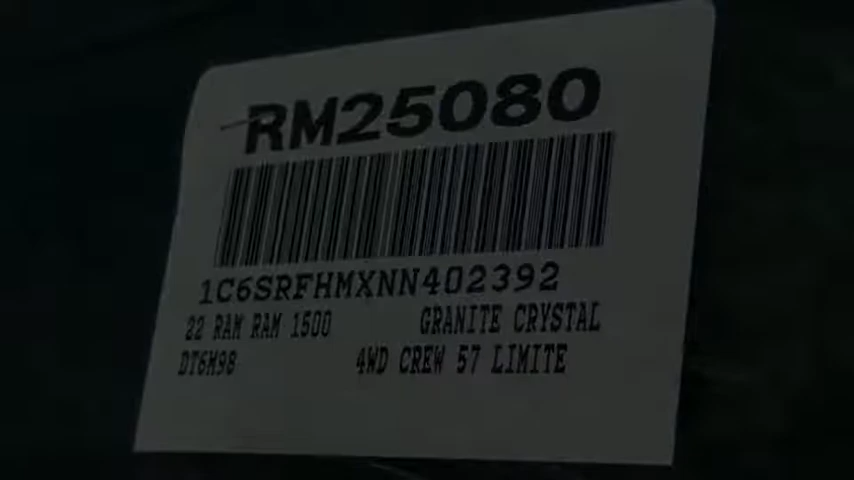 RM25080
1C6SRFHMXNN402392
22 RAM RAM 1500 GRANITE CRYSTAL
DT6M98 4WD CREW 57 LIMITE